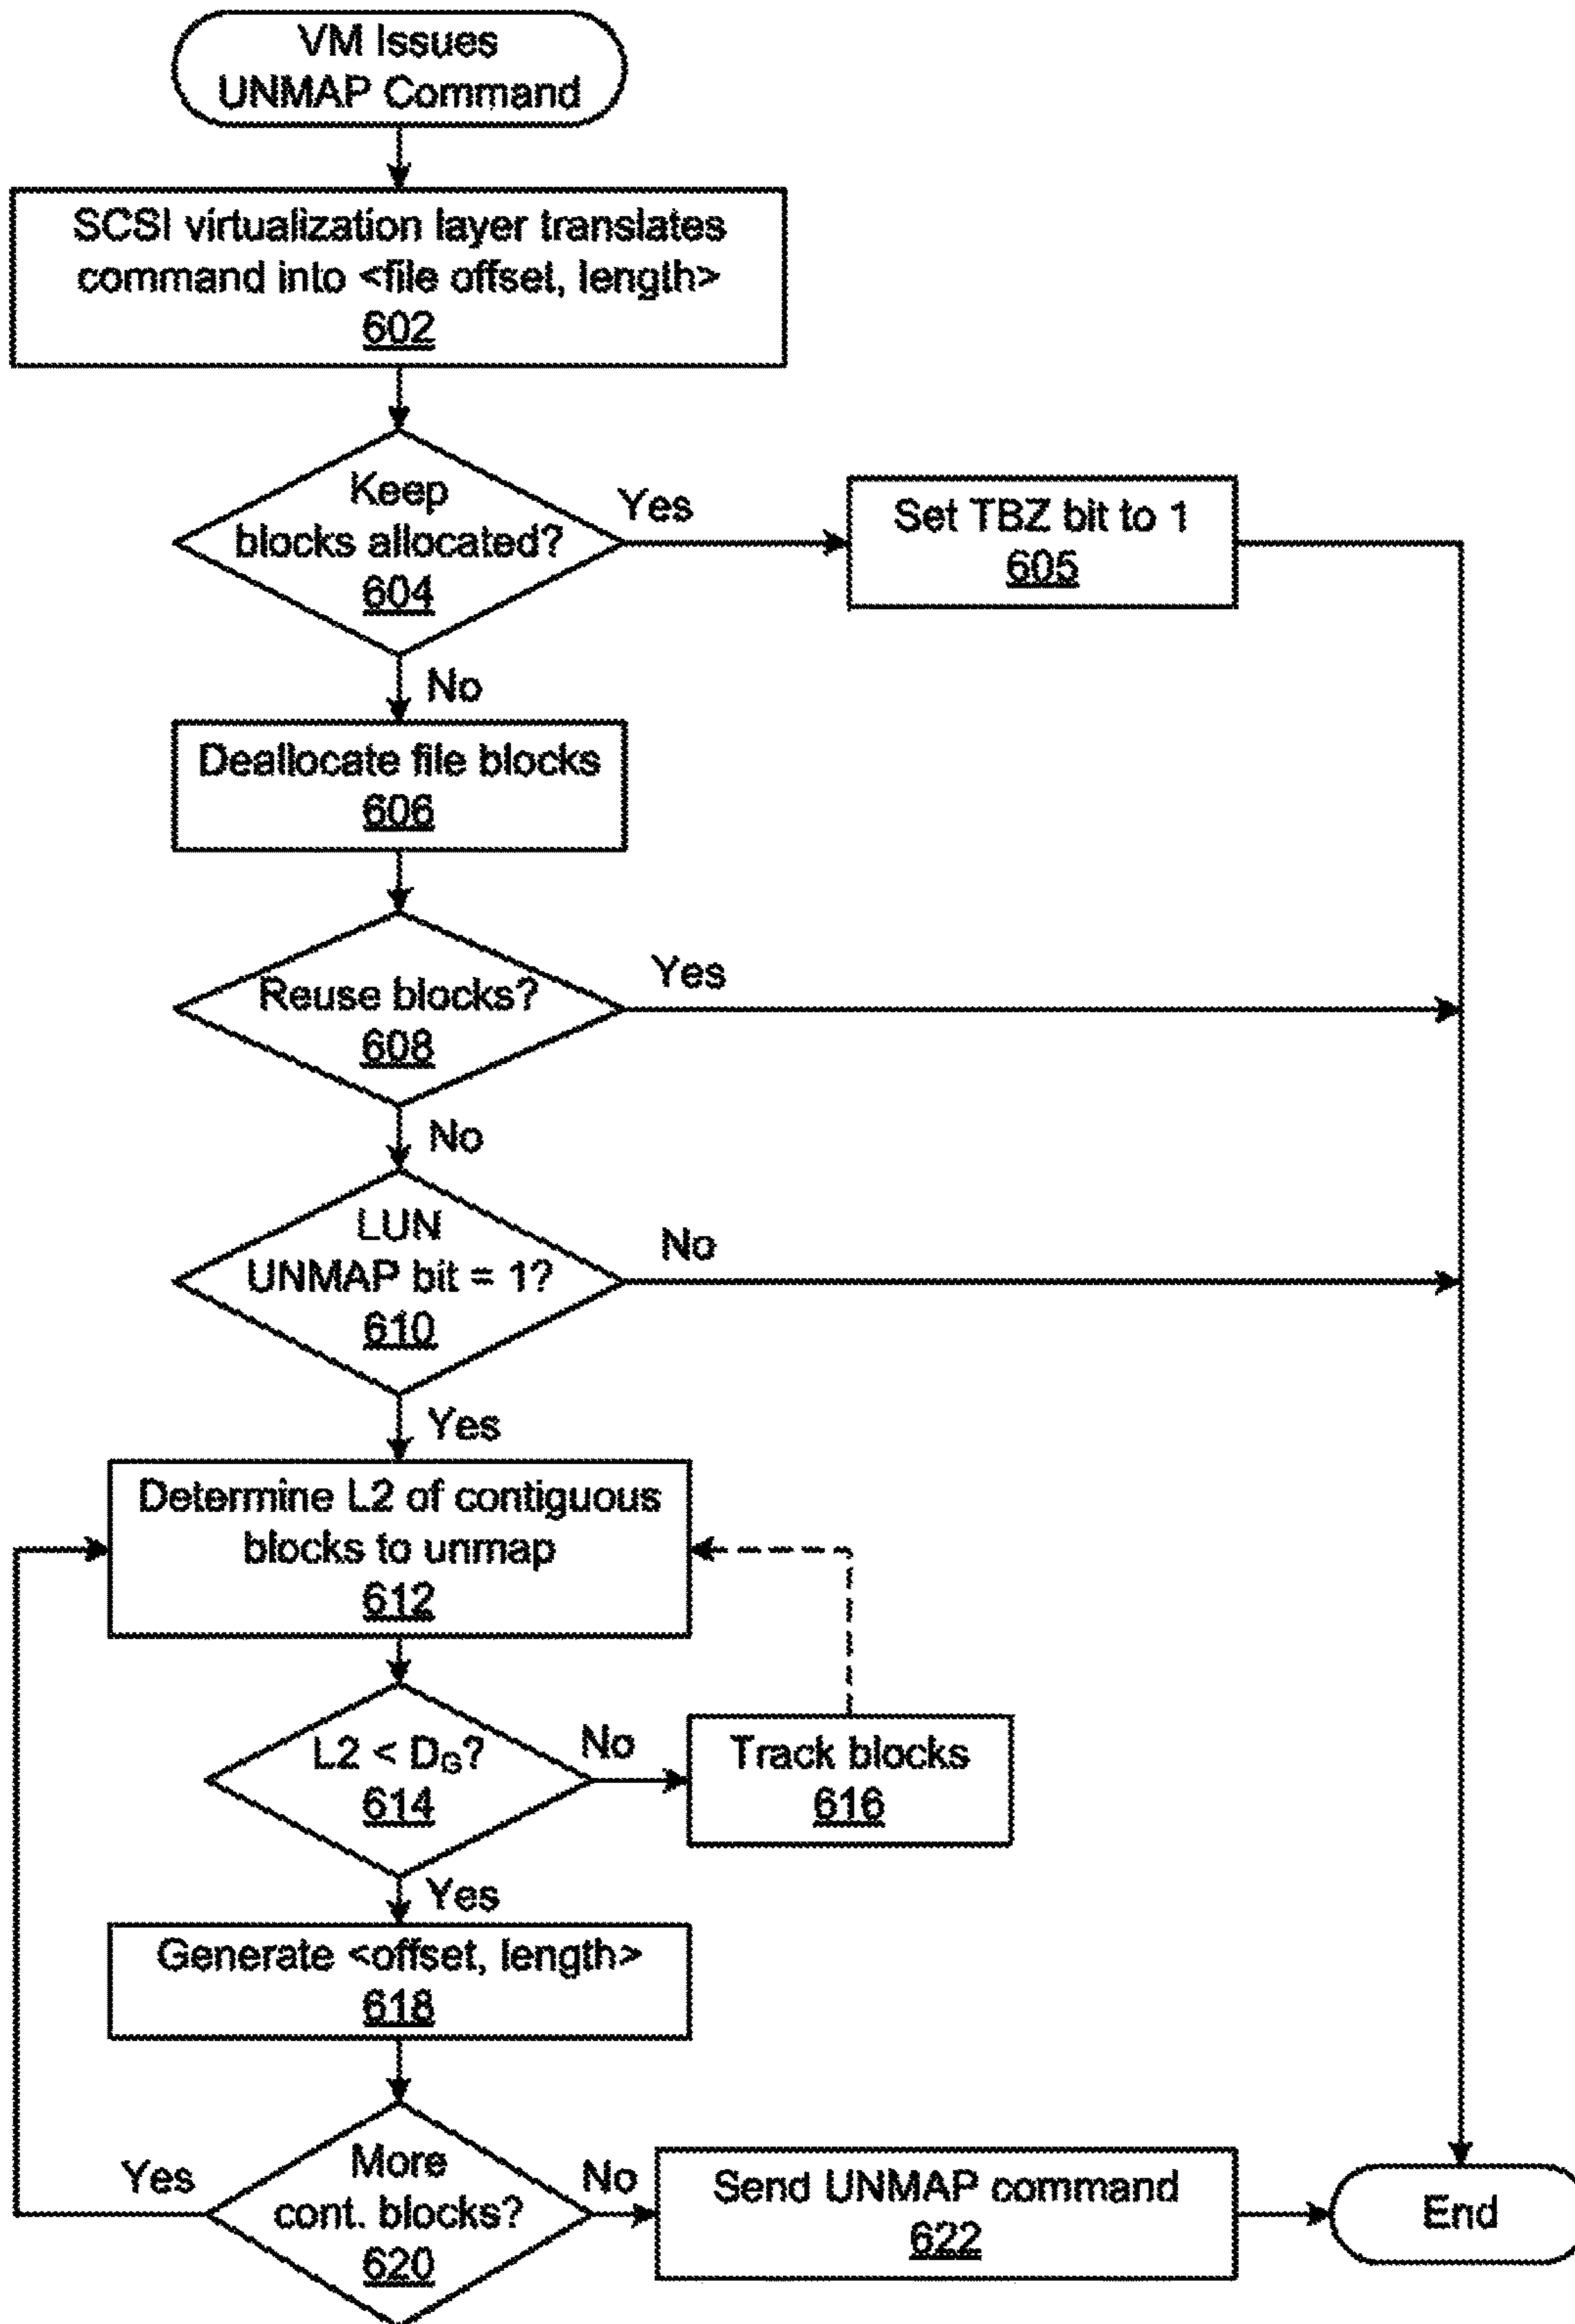 VM Issues
UNMAP Command
SCSI virtualization layer translates
command into <file offset, length>
602
Keep
blocks allocated?
604
Yes
Set TBZ bit to 1
605
No
Deallocate file blocks
606
Reuse blocks?
608
Yes
No
LUN
UNMAP bit = 1?
610
No
Yes
Determine L2 of contiguous
blocks to unmap
612
L2 < DG?
614
No
Track blocks
616
Yes
Generate <offset, length>
618
More
cont. blocks?
620
Yes
No
Send UNMAP command
622
End